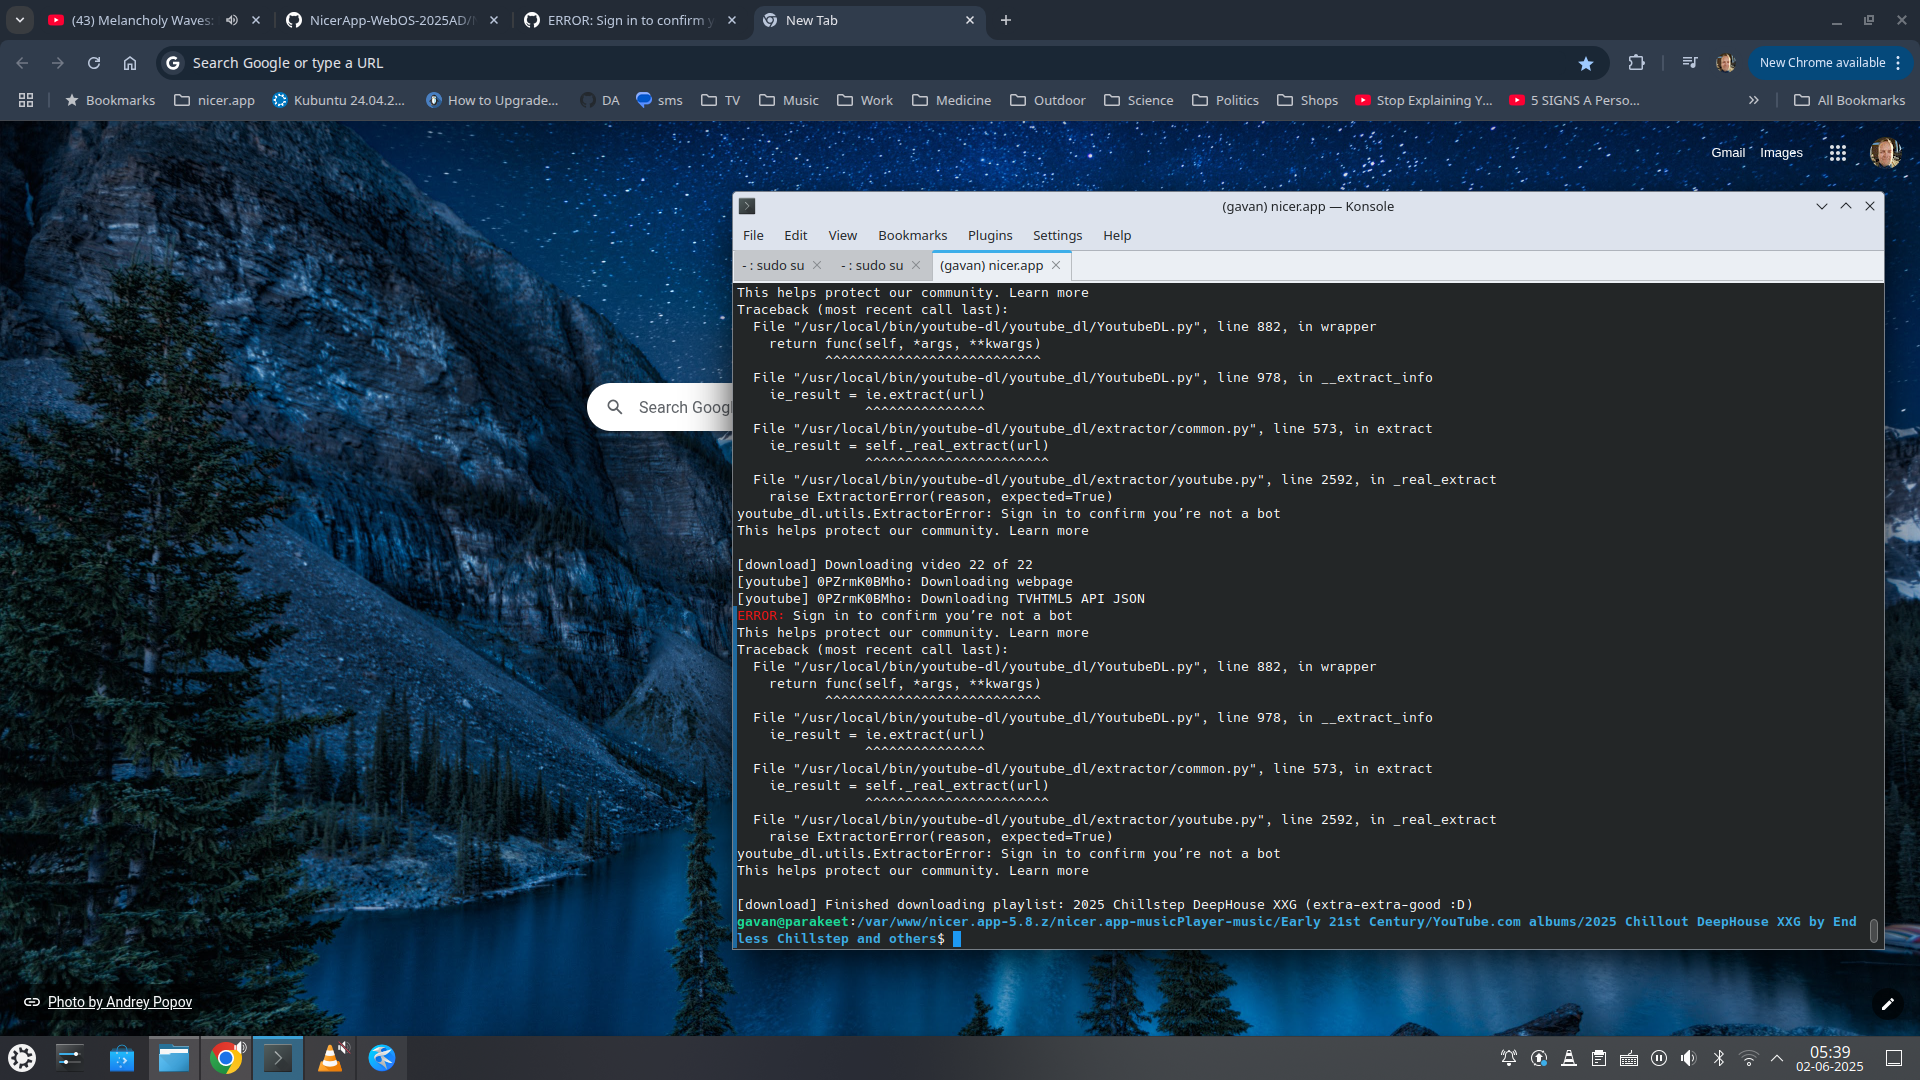 (43) Melancholy Waves:
NicerApp-WebOS-2025AD/
ERROR: Sign in to confirm y
New Tab
Search Google or type a URL
New Chrome available
Bookmarks
nicer.app
Kubuntu 24.04.2...
How to Upgrade...
DA
sms
TV
Music
Work
Medicine
Outdoor
Science
Politics
Shops
Stop Explaining Y...
5 SIGNS A Perso...
»
All Bookmarks
Gmail
Images
Search Googl
(gavan) nicer.app — Konsole
File Edit View Bookmarks Plugins Settings Help
- : sudo su
- : sudo su
(gavan) nicer.app
This helps protect our community. Learn more
Traceback (most recent call last):
  File "/usr/local/bin/youtube-dl/youtube_dl/YoutubeDL.py", line 882, in wrapper
    return func(self, *args, **kwargs)
           ^^^^^^^^^^^^^^^^^^^^^^^^^^^
  File "/usr/local/bin/youtube-dl/youtube_dl/YoutubeDL.py", line 978, in __extract_info
    ie_result = ie.extract(url)
                ^^^^^^^^^^^^^^^
  File "/usr/local/bin/youtube-dl/youtube_dl/extractor/common.py", line 573, in extract
    ie_result = self._real_extract(url)
                ^^^^^^^^^^^^^^^^^^^^^^^
  File "/usr/local/bin/youtube-dl/youtube_dl/extractor/youtube.py", line 2592, in _real_extract
    raise ExtractorError(reason, expected=True)
youtube_dl.utils.ExtractorError: Sign in to confirm you’re not a bot
This helps protect our community. Learn more
[download] Downloading video 22 of 22
[youtube] 0PZrmK0BMho: Downloading webpage
[youtube] 0PZrmK0BMho: Downloading TVHTML5 API JSON
ERROR: Sign in to confirm you’re not a bot
This helps protect our community. Learn more
Traceback (most recent call last):
  File "/usr/local/bin/youtube-dl/youtube_dl/YoutubeDL.py", line 882, in wrapper
    return func(self, *args, **kwargs)
           ^^^^^^^^^^^^^^^^^^^^^^^^^^^
  File "/usr/local/bin/youtube-dl/youtube_dl/YoutubeDL.py", line 978, in __extract_info
    ie_result = ie.extract(url)
                ^^^^^^^^^^^^^^^
  File "/usr/local/bin/youtube-dl/youtube_dl/extractor/common.py", line 573, in extract
    ie_result = self._real_extract(url)
                ^^^^^^^^^^^^^^^^^^^^^^^
  File "/usr/local/bin/youtube-dl/youtube_dl/extractor/youtube.py", line 2592, in _real_extract
    raise ExtractorError(reason, expected=True)
youtube_dl.utils.ExtractorError: Sign in to confirm you’re not a bot
This helps protect our community. Learn more
[download] Finished downloading playlist: 2025 Chillstep DeepHouse XXG (extra-extra-good :D)
gavan@parakeet:/var/www/nicer.app-5.8.z/nicer.app-musicPlayer-music/Early 21st Century/YouTube.com albums/2025 Chillout DeepHouse XXG by End
less Chillstep and others$
Photo by Andrey Popov
05:39
02-06-2025